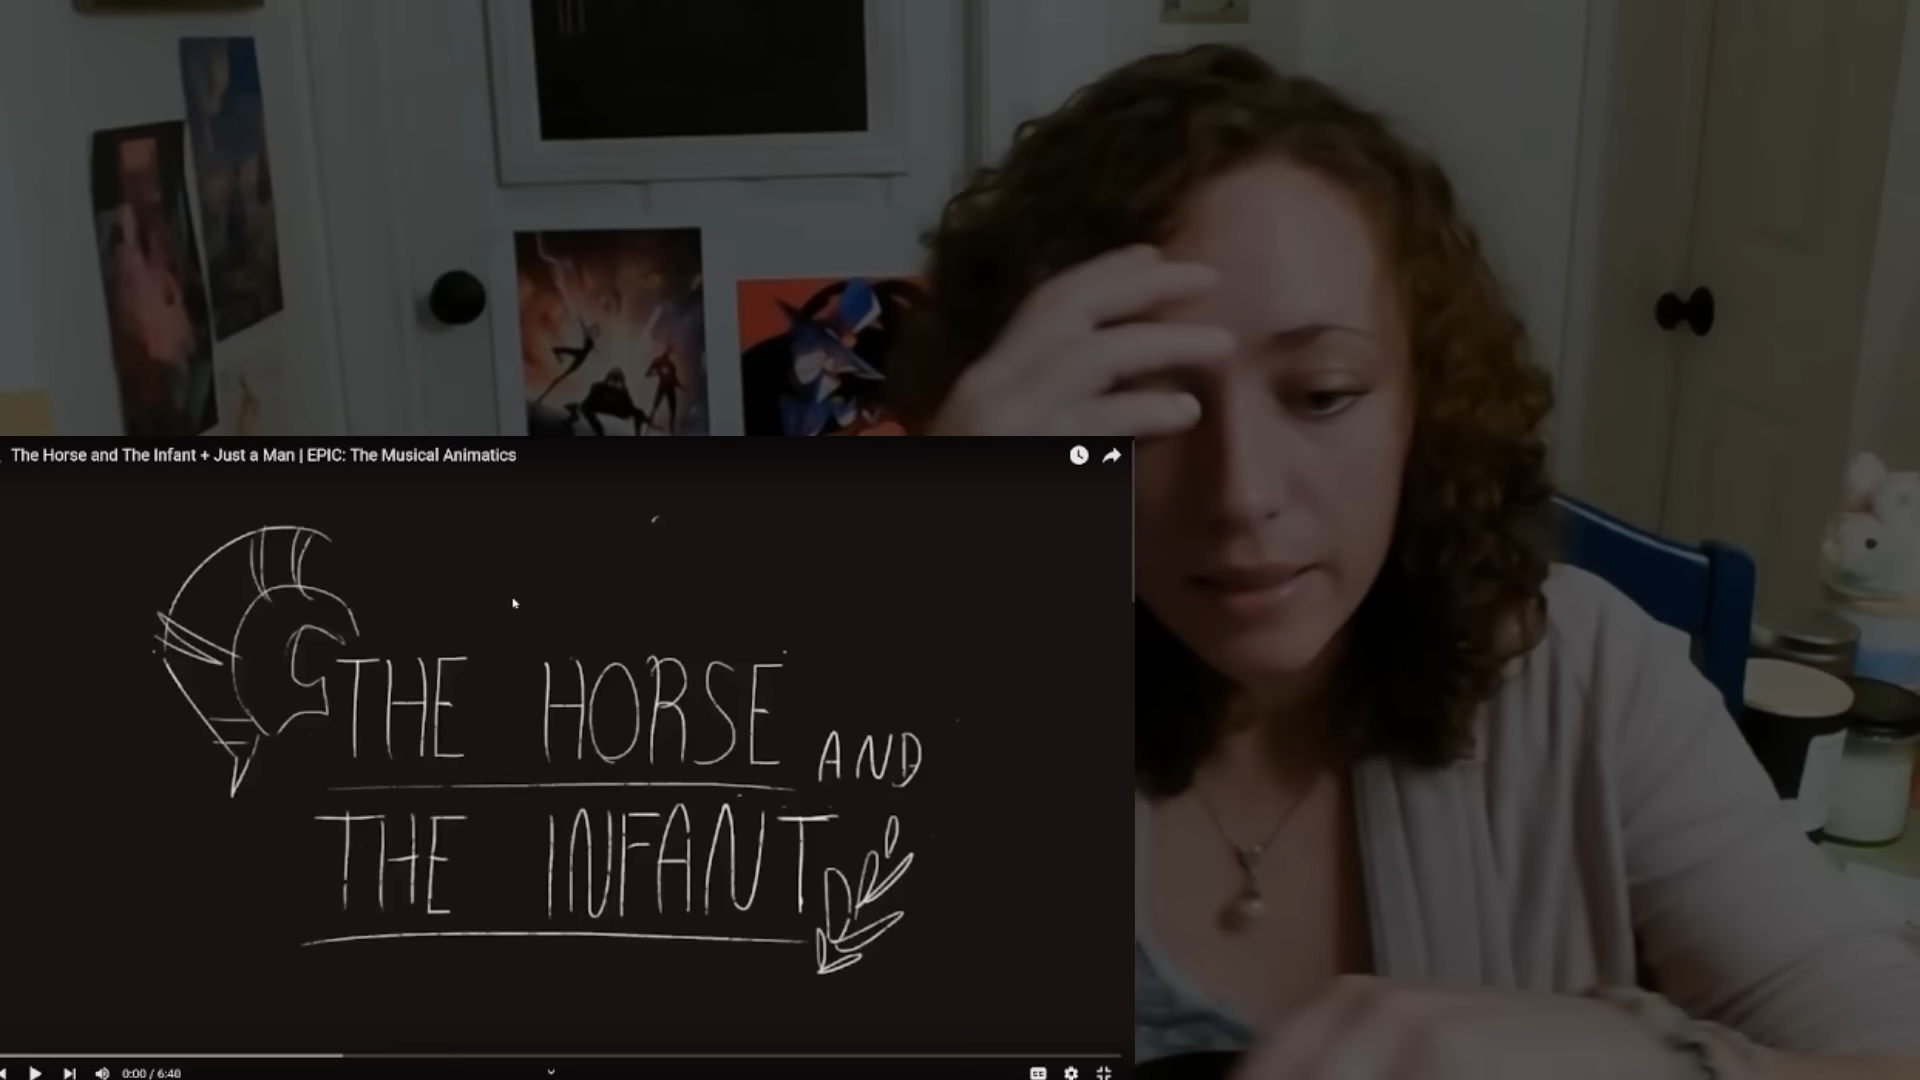 The Horse and The Infant + Just a Man | EPIC: The Musical Animatics
THE HORSE AND
THE INFANT
0:00 / 6:40